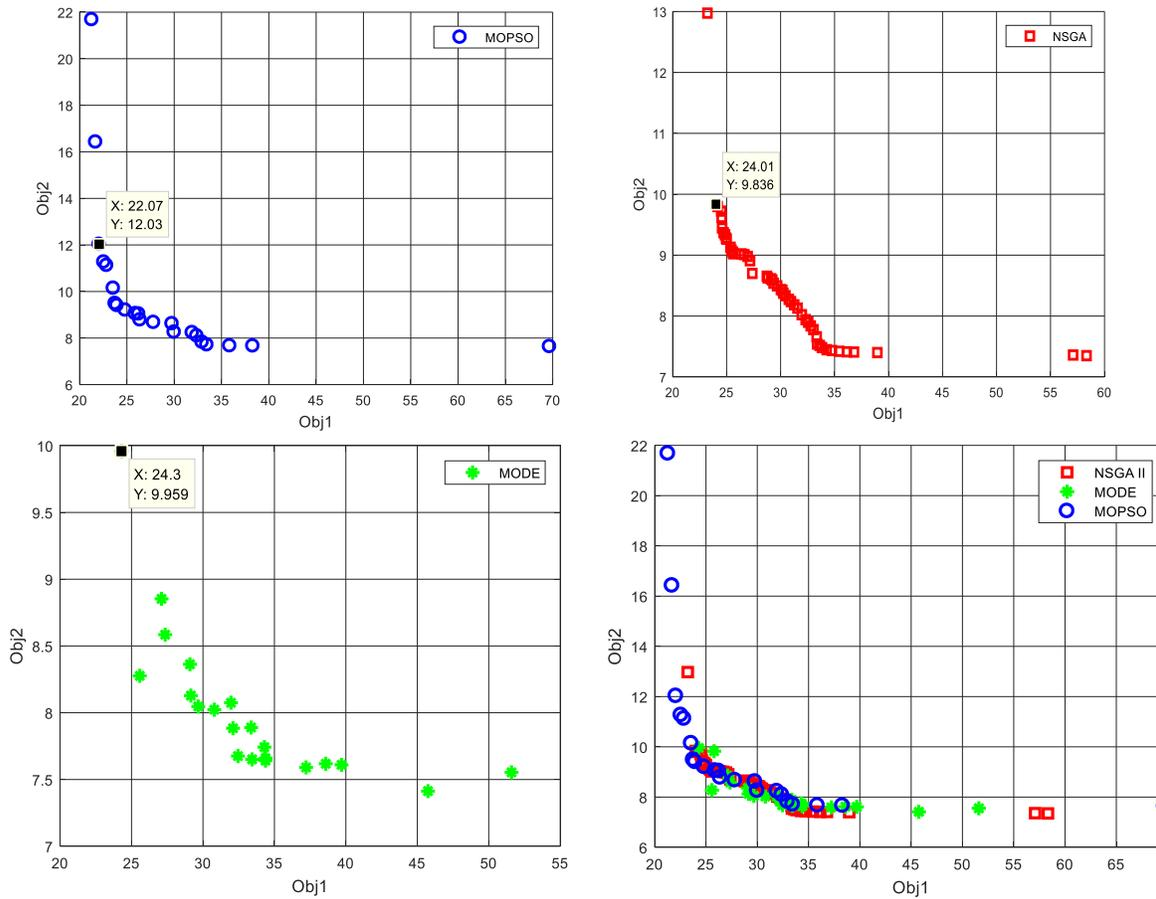 22
20
18
16
14
12
10
8
6
Obj2
MOPSO
X: 22.07
Y: 12.03
20 25 30 35 40 45 50 55 60 65 70
Obj1
13
12
11
10
9
8
7
Obj2
NSGA
X: 24.01
Y: 9.836
20 25 30 35 40 45 50 55 60
Obj1
10
9.5
9
8.5
8
7.5
7
Obj2
MODE
X: 24.3
Y: 9.959
20 25 30 35 40 45 50 55
Obj1
22
20
18
16
14
12
10
8
6
Obj2
NSGA II
MODE
MOPSO
20 25 30 35 40 45 50 55 60 65
Obj1